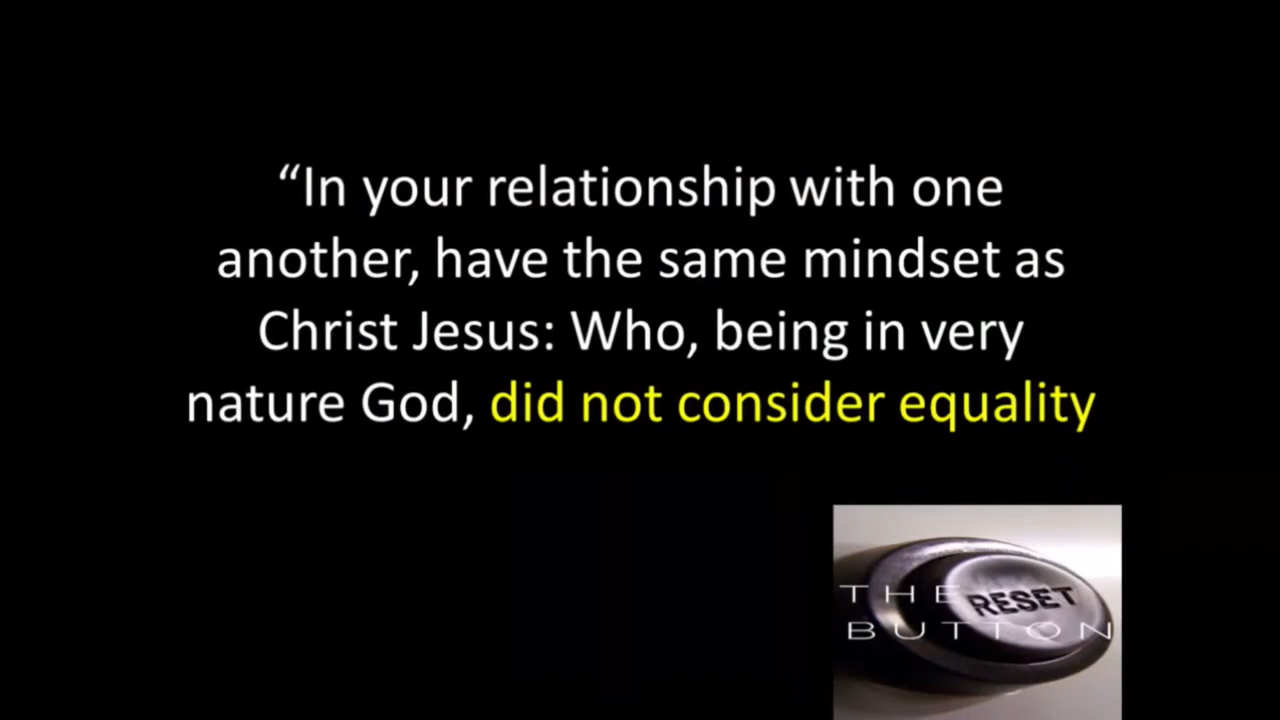 “In your relationship with one
another, have the same mindset as
Christ Jesus: Who, being in very
nature God, did not consider equality
THE RESET
BUTTON